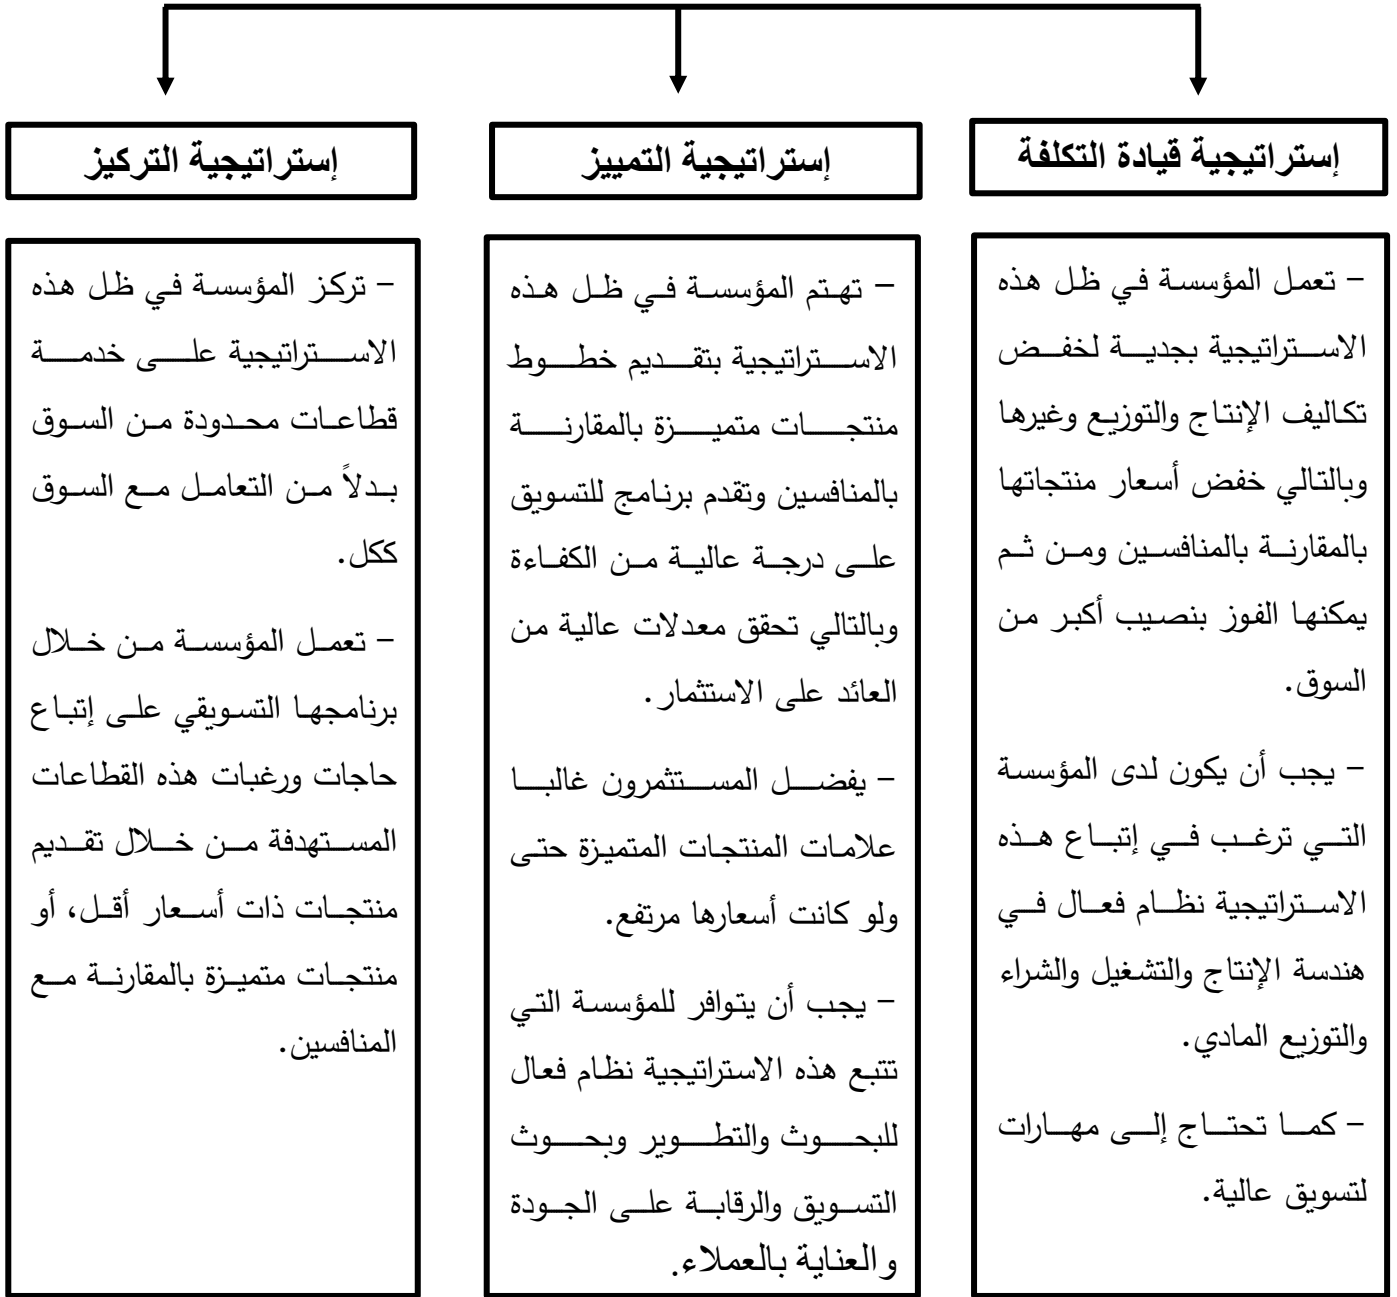 إستراتيجية قيادة التكلفة
– تعمل المؤسسة في ظل هذه
الاستراتيجية بجدية لخفض
تكاليف الإنتاج والتوزيع وغيرها
وبالتالي خفض أسعار منتجاتها
بالمقارنة بالمنافسين ومن ثم
يمكنها الفوز بنصيب أكبر من
السوق.
– يجب أن يكون لدى المؤسسة
التي ترغب في إتباع هذه
الاستراتيجية نظام فعال في
هندسة الإنتاج والتشغيل والشراء
والتوزيع المادي.
– كما تحتاج إلى مهارات
لتسويق عالية.
إستراتيجية التمييز
– تهتم المؤسسة في ظل هذه
الاستراتيجية بتقديم خطوط
منتجات متميزة بالمقارنة
بالمنافسين وتقدم برنامج للتسويق
على درجة عالية من الكفاءة
وبالتالي تحقق معدلات عالية من
العائد على الاستثمار.
– يفضل المستثمرون غالبا
علامات المنتجات المتميزة حتى
ولو كانت أسعارها مرتفع.
– يجب أن يتوافر للمؤسسة التي
تتبع هذه الاستراتيجية نظام فعال
للبحوث والتطوير وبحوث
التسويق والرقابة على الجودة
والعناية بالعملاء.
إستراتيجية التركيز
– تركز المؤسسة في ظل هذه
الاستراتيجية على خدمة
قطاعات محدودة من السوق
بدلاً من التعامل مع السوق
ككل.
– تعمل المؤسسة من خلال
برنامجها التسويقي على إتباع
حاجات ورغبات هذه القطاعات
المستهدفة من خلال تقديم
منتجات ذات أسعار أقل، أو
منتجات متميزة بالمقارنة مع
المنافسين.